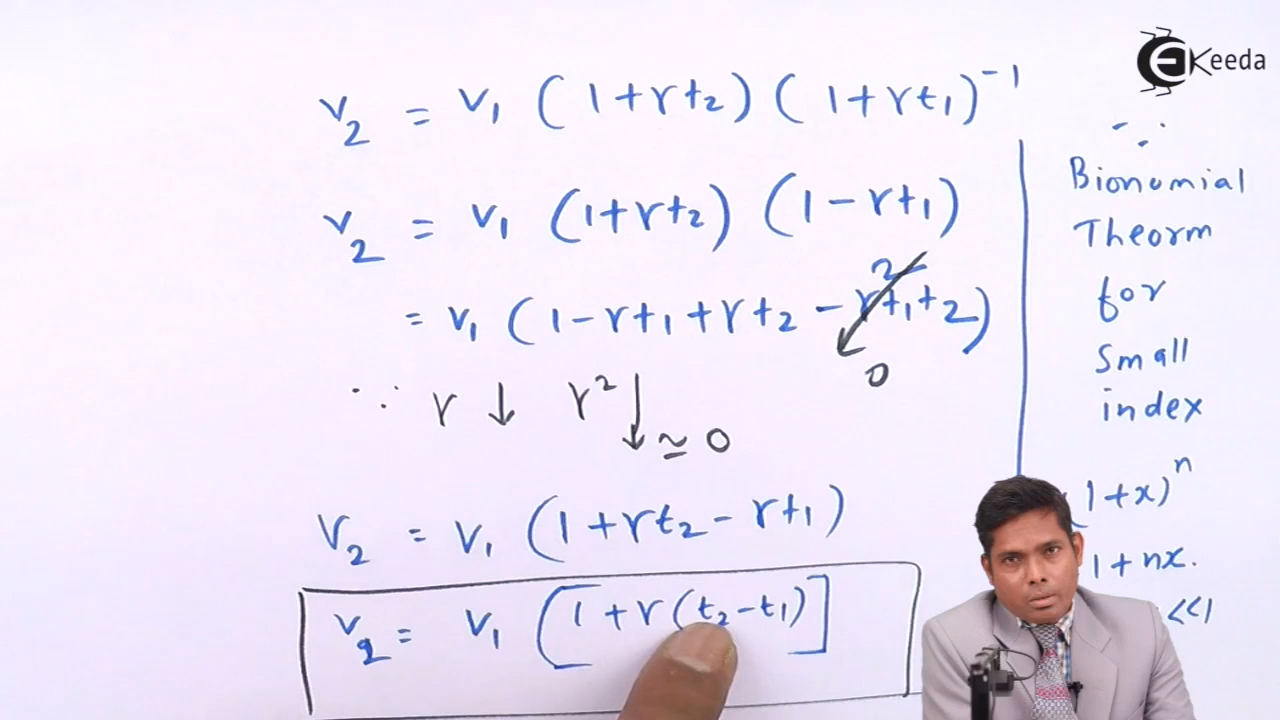 EKeeda
V₂ = V₁ (1+rt₂) (1+rt₁)⁻¹
V₂ = V₁ (1+rt₂) (1-rt₁)
= V₁ (1-rt₁+rt₂-r²t₁t₂)
0
∵ r ↓ r² ↓ ≃ 0
V₂ = V₁ (1+rt₂-rt₁)
V₂ = V₁ [1+r(t₂-t₁)]
∵
Bionomial
Theorm
for
Small
index
(1+x)ⁿ
1+nx.
<<1